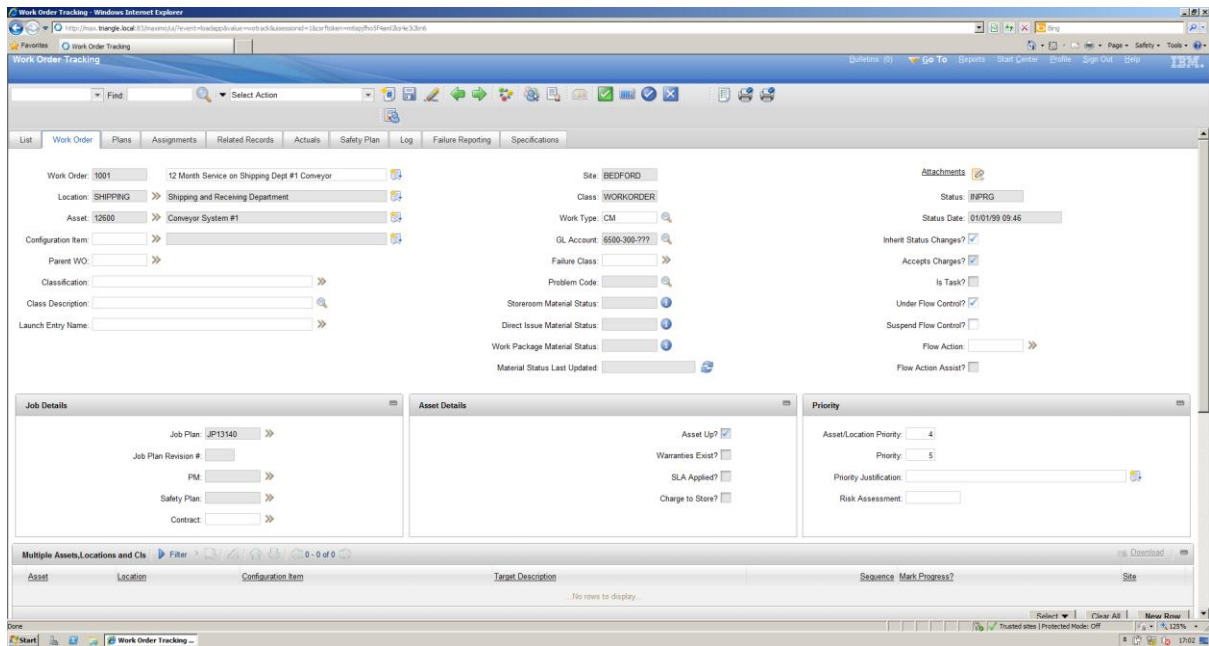 Work Order Tracking - Windows Internet Explorer
Favorites Work Order Tracking Page Safety Tools
Work Order Tracking Bulletins: (0) Go To Reports Start Center Profile Sign Out Help IBM.
Find: Select Action
List Work Order Plans Assignments Related Records Actuals Safety Plan Log Failure Reporting Specifications
Work Order: 1001 12 Month Service on Shipping Dept #1 Conveyor Site: BEDFORD Attachments
Location: SHIPPING Shipping and Receiving Department Class: WORKORDER Status: INPRG
Asset: 12600 Conveyor System #1 Work Type: CM Status Date: 01/01/99 09:46
Configuration Item: GL Account: 6500-300-??? Inherit Status Changes?
Parent WO: Failure Class: Accepts Charges?
Classification: Problem Code: Is Task?
Class Description: Storeroom Material Status: Under Flow Control?
Launch Entry Name: Direct Issue Material Status: Suspend Flow Control?
Work Package Material Status: Flow Action:
Material Status Last Updated: Flow Action Assist?
Job Details Asset Details Priority
Job Plan: JP13140 Asset Up? Asset/Location Priority: 4
Job Plan Revision #: Warranties Exist? Priority: 5
PM: SLA Applied? Priority Justification:
Safety Plan: Charge to Store? Risk Assessment:
Contract:
Multiple Assets,Locations and CIs Filter 0 - 0 of 0 Download
Asset Location Configuration Item Target Description Sequence Mark Progress? Site
...No rows to display...
Select Clear All New Row
Done Trusted sites | Protected Mode: Off 125%
Start Work Order Tracking ... 17:02